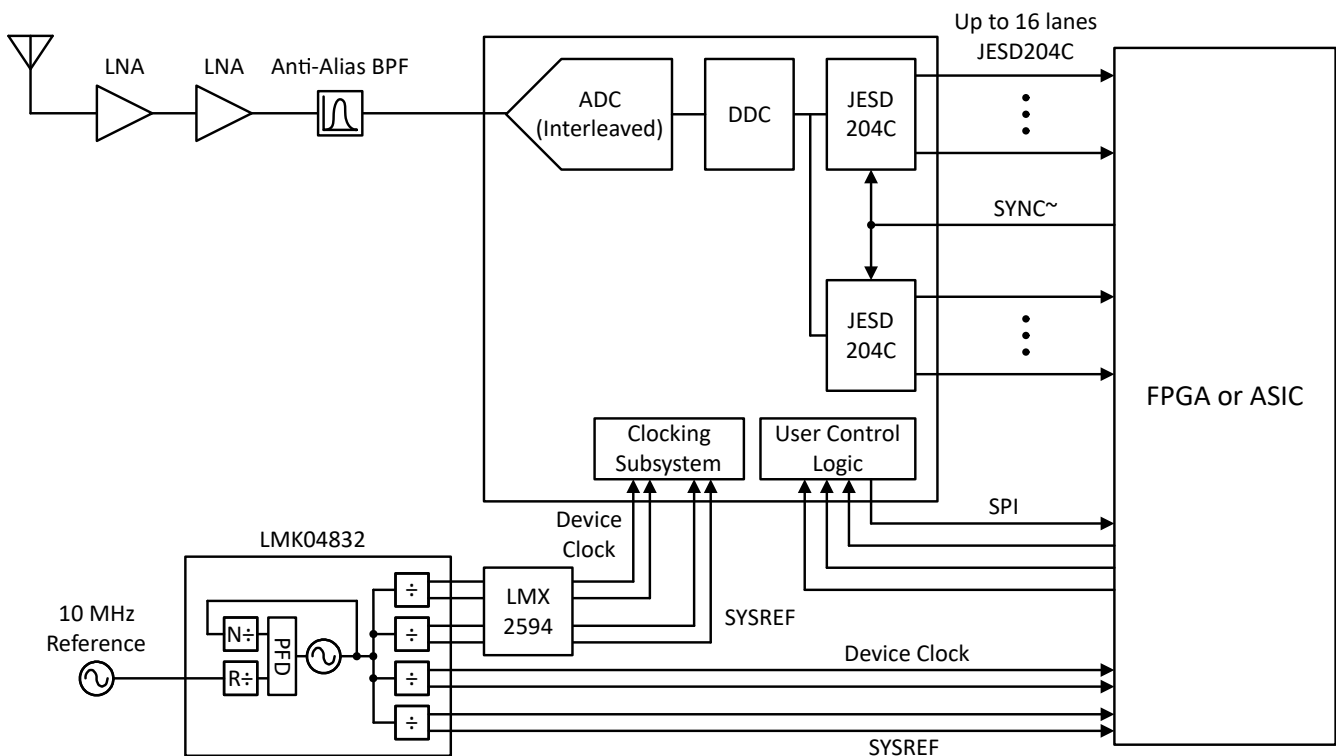 Up to 16 lanes
JESD204C
LNA
LNA
Anti-Alias BPF
ADC
(Interleaved)
DDC
JESD
204C
SYNC~
JESD
204C
FPGA or ASIC
Clocking
Subsystem
User Control
Logic
SPI
Device
Clock
LMK04832
÷
LMX
2594
SYSREF
10 MHz
Reference
N÷
PFD
R÷
÷
÷
Device Clock
÷
SYSREF